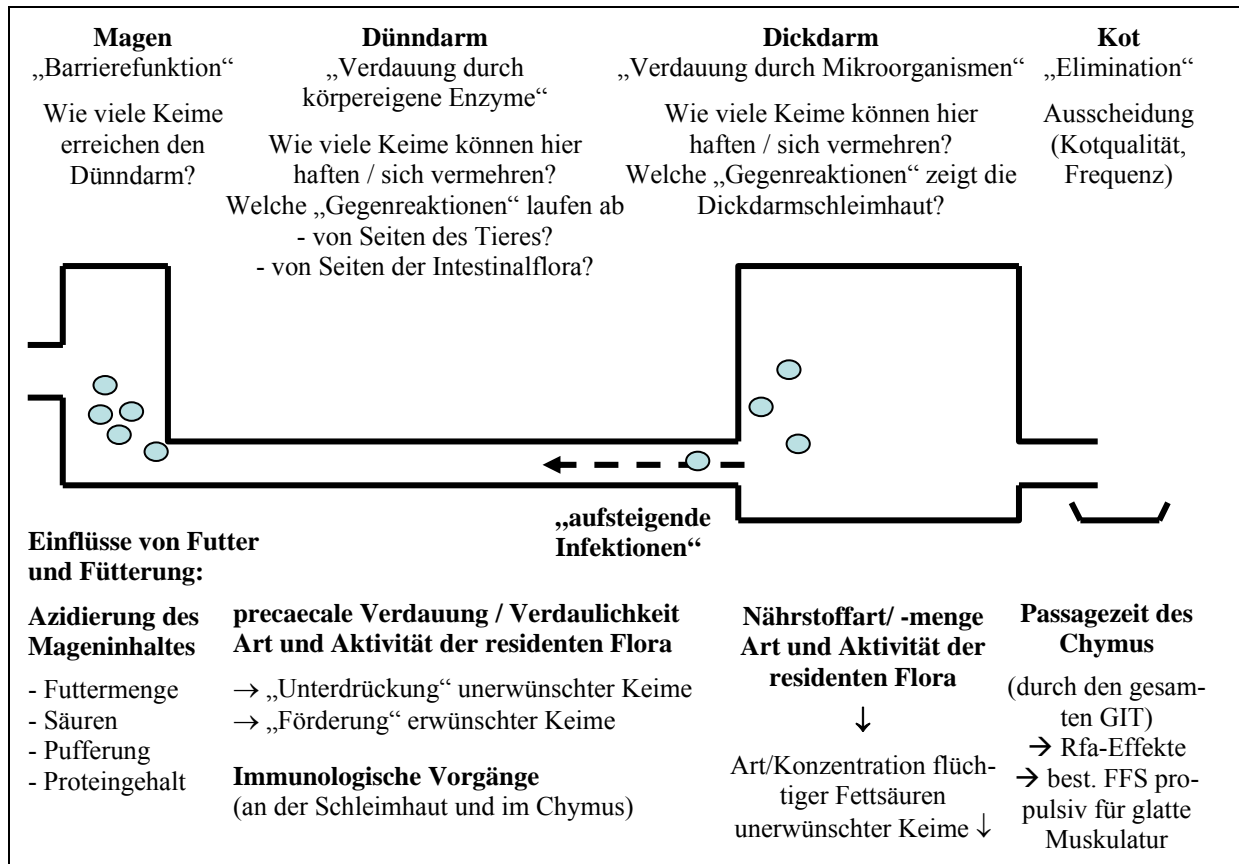 Magen
„Barrierefunktion“
Wie viele Keime
erreichen den
Dünndarm?
Dünndarm
„Verdauung durch
körpereigene Enzyme“
Wie viele Keime können hier
haften / sich vermehren?
Welche „Gegenreaktionen“ laufen ab
- von Seiten des Tieres?
- von Seiten der Intestinalflora?
Dickdarm
„Verdauung durch Mikroorganismen“
Wie viele Keime können hier
haften / sich vermehren?
Welche „Gegenreaktionen“ zeigt die
Dickdarmschleimhaut?
Kot
„Elimination“
Ausscheidung
(Kotqualität,
Frequenz)
„aufsteigende
Infektionen“
Einflüsse von Futter
und Fütterung:
Azidierung des
Mageninhaltes
- Futtermenge
- Säuren
- Pufferung
- Proteingehalt
precaecale Verdauung / Verdaulichkeit
Art und Aktivität der residenten Flora
→ „Unterdrückung“ unerwünschter Keime
→ „Förderung“ erwünschter Keime
Immunologische Vorgänge
(an der Schleimhaut und im Chymus)
Nährstoffart/ -menge
Art und Aktivität der
residenten Flora
↓
Art/Konzentration flüch-
tiger Fettsäuren
unerwünschter Keime ↓
Passagezeit des
Chymus
(durch den gesam-
ten GIT)
→ Rfa-Effekte
→ best. FFS pro-
pulsiv für glatte
Muskulatur